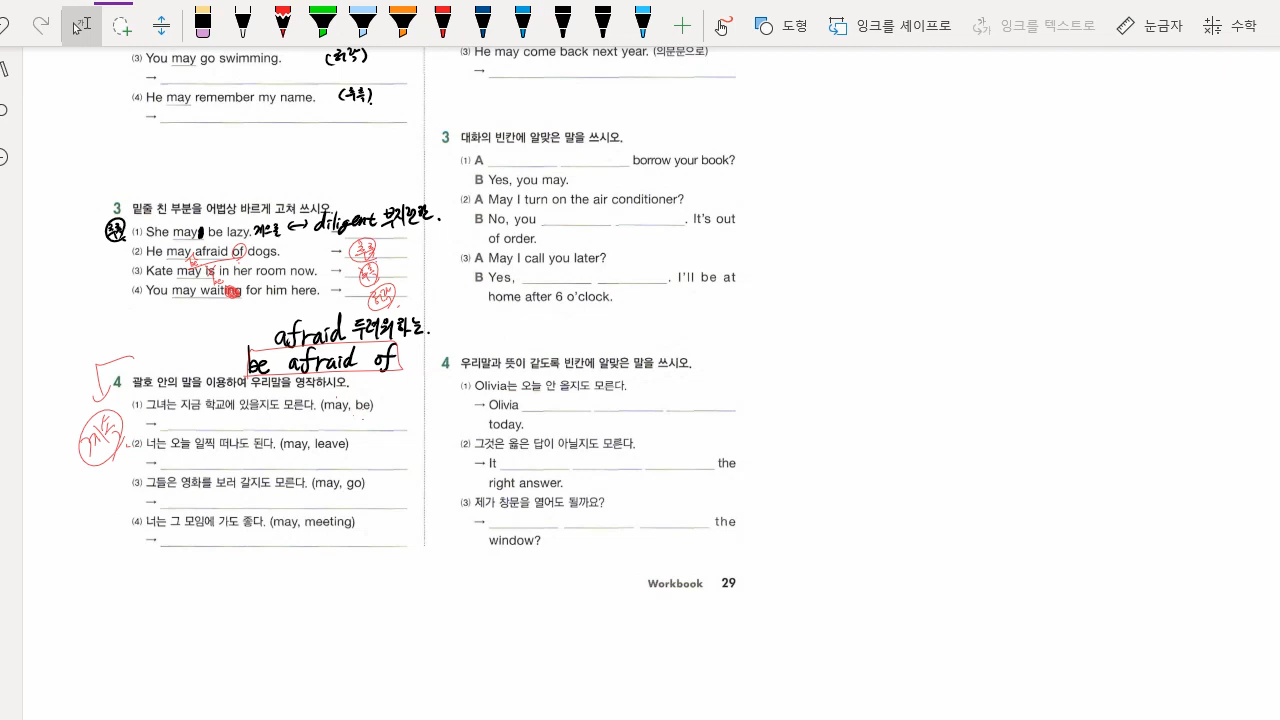 도형
잉크를 셰이프로
잉크를 텍스트로
눈금자
수학
(3) You may go swimming. (허락)
→
(4) He may remember my name. (추측)
→
3 밑줄 친 부분을 어법상 바르게 고쳐 쓰시오.
추측 (1) She may be lazy. 게으른 ↔ diligent 부지런한.
(2) He may afraid of dogs. → 추측
be
(3) Kate may is in her room now. → 추측
be
(4) You may waiting for him here. → 허락
afraid 두려워하는.
be afraid of
4 괄호 안의 말을 이용하여 우리말을 영작하시오.
(1) 그녀는 지금 학교에 있을지도 모른다. (may, be)
→
(2) 너는 오늘 일찍 떠나도 된다. (may, leave)
→
(3) 그들은 영화를 보러 갈지도 모른다. (may, go)
→
(4) 너는 그 모임에 가도 좋다. (may, meeting)
→
(3) He may come back next year. (의문문으로)
→
3 대화의 빈칸에 알맞은 말을 쓰시오.
(1) A borrow your book?
B Yes, you may.
(2) A May I turn on the air conditioner?
B No, you . It's out
of order.
(3) A May I call you later?
B Yes, . I'll be at
home after 6 o'clock.
4 우리말과 뜻이 같도록 빈칸에 알맞은 말을 쓰시오.
(1) Olivia는 오늘 안 올지도 모른다.
→ Olivia
today.
(2) 그것은 옳은 답이 아닐지도 모른다.
→ It the
right answer.
(3) 제가 창문을 열어도 될까요?
→ the
window?
Workbook 29